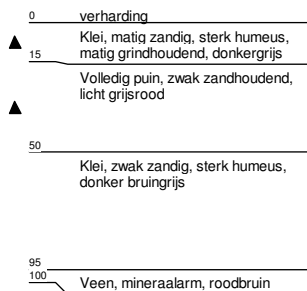 0 verharding
Klei, matig zandig, sterk humeus,
matig grindhoudend, donkergrijs
15
Volledig puin, zwak zandhoudend,
licht grijsrood
50
Klei, zwak zandig, sterk humeus,
donker bruingrijs
95
100
Veen, mineraalarm, roodbruin